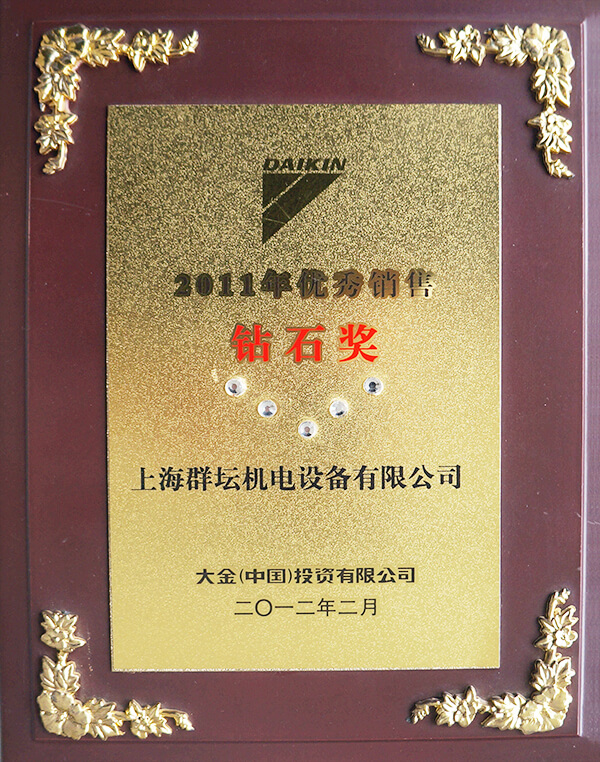 DAIKIN
2011年优秀销售
钻石奖
上海群坛机电设备有限公司
大金(中国)投资有限公司
二〇一二年二月